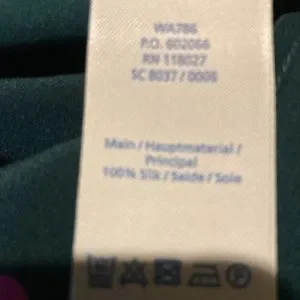 WA786
P.O. 602066
RN 118027
SC 8037 / 0008
Main / Hauptmaterial /
Principal
100% Silk / Seide / Soie